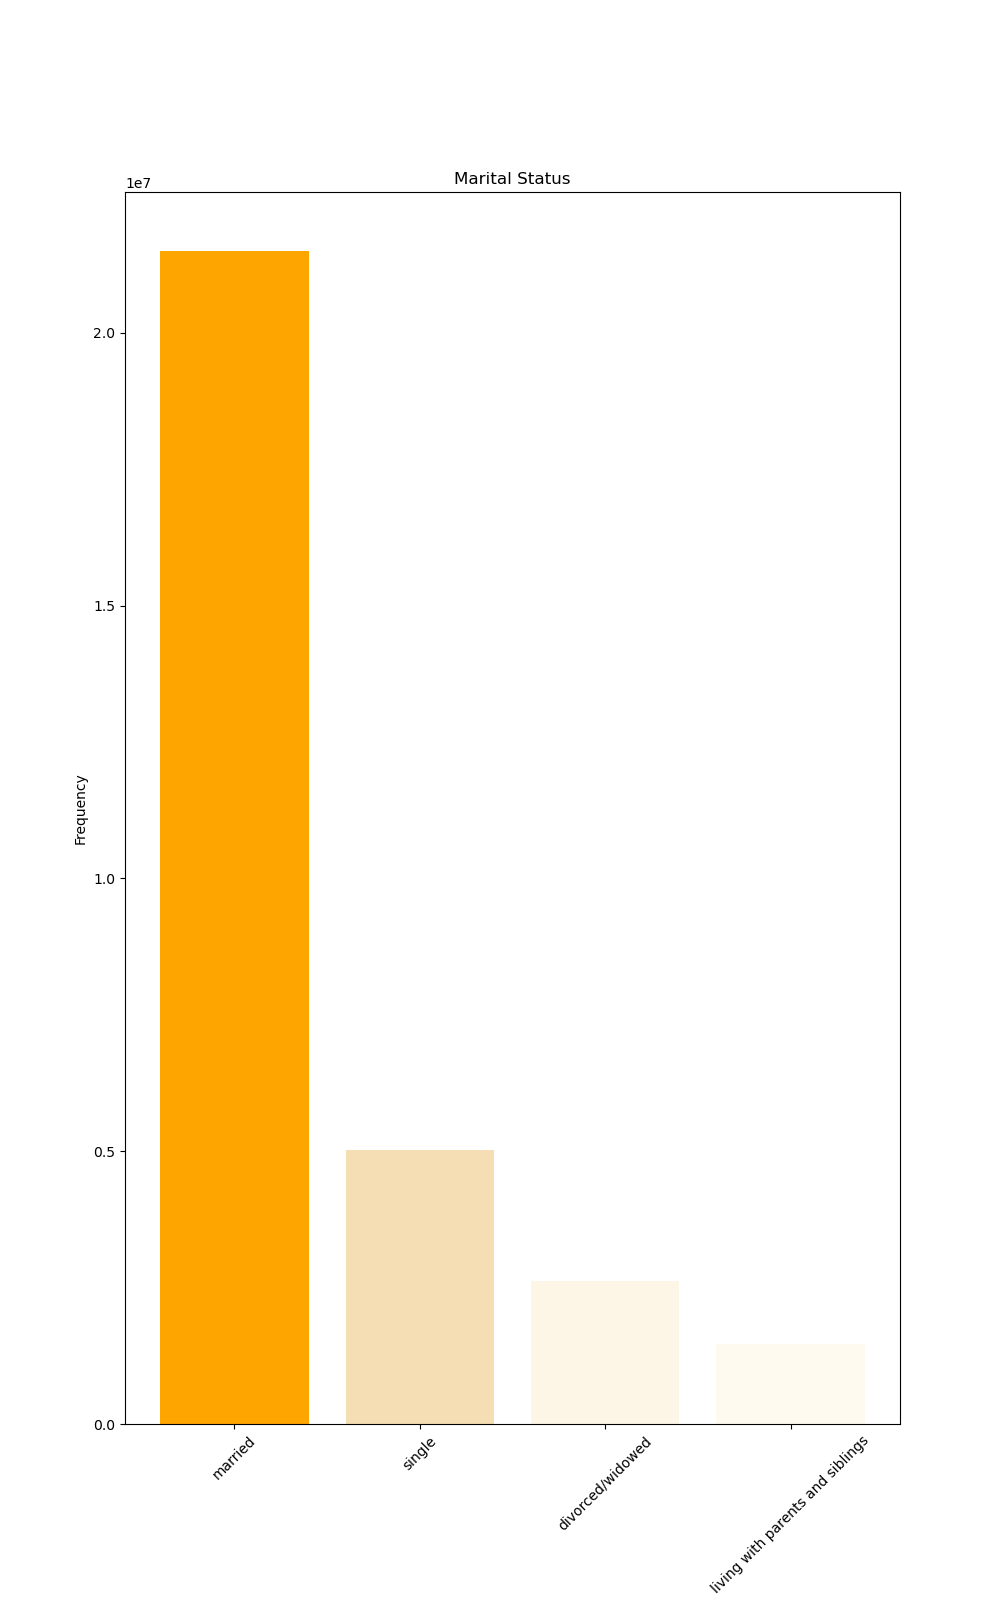 Marital Status
1e7
2.0
1.5
1.0
0.5
0.0
Frequency
married
single
divorced/widowed
living with parents and siblings